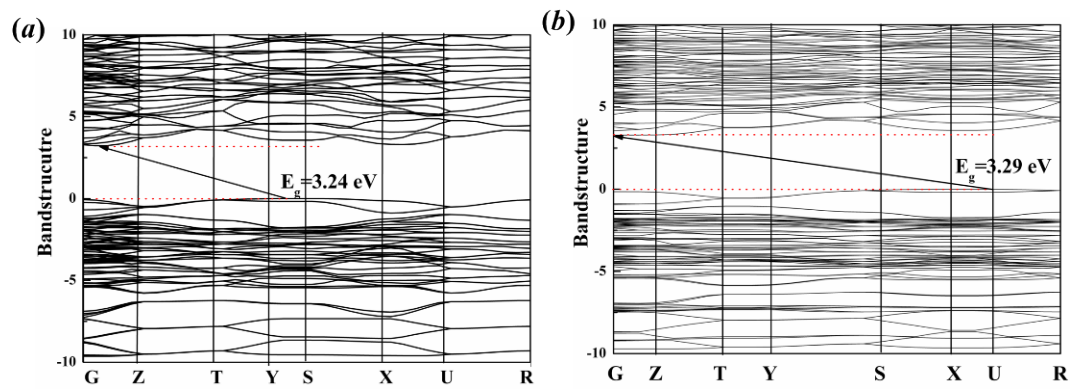 (a)
Bandstrucutre
10
5
0
-5
-10
E_g=3.24 eV
G Z T Y S X U R
(b)
Bandstructure
10
5
0
-5
-10
E_g=3.29 eV
G Z T Y S X U R